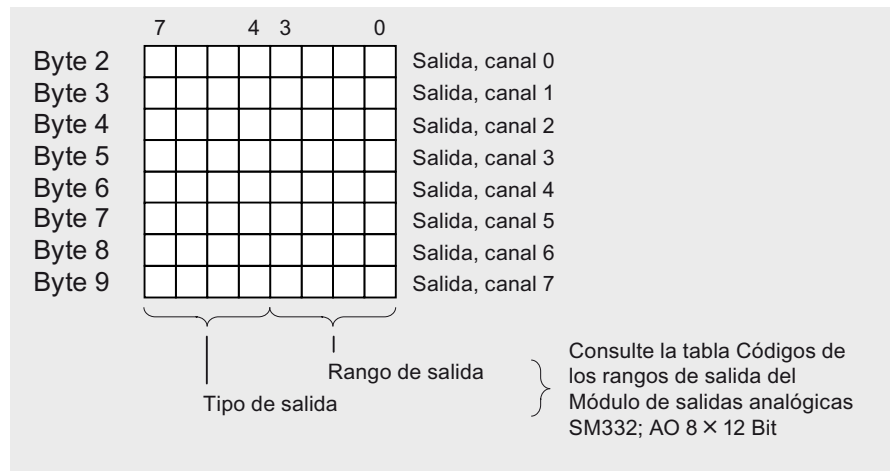 7 4 3 0
Byte 2 Salida, canal 0
Byte 3 Salida, canal 1
Byte 4 Salida, canal 2
Byte 5 Salida, canal 3
Byte 6 Salida, canal 4
Byte 7 Salida, canal 5
Byte 8 Salida, canal 6
Byte 9 Salida, canal 7
Rango de salida
Tipo de salida
Consulte la tabla Códigos de
los rangos de salida del
Módulo de salidas analógicas
SM332; AO 8 × 12 Bit